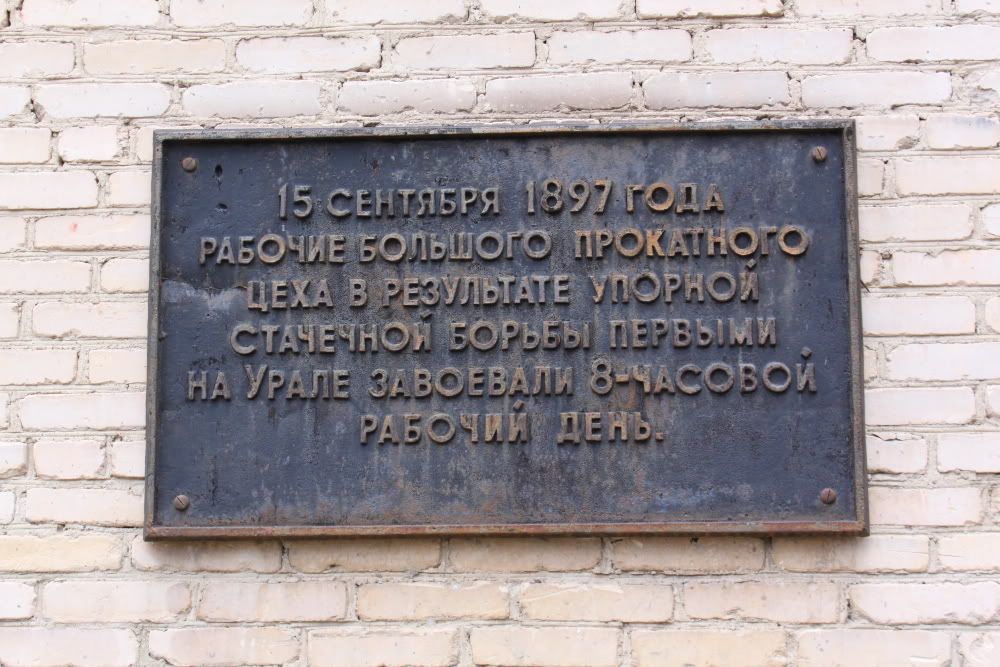 15 СЕНТЯБРЯ 1897 ГОДА
РАБОЧИЕ БОЛЬШОГО ПРОКАТНОГО
ЦЕХА В РЕЗУЛЬТАТЕ УПОРНОЙ
СТАЧЕЧНОЙ БОРЬБЫ ПЕРВЫМИ
НА УРАЛЕ ЗАВОЕВАЛИ 8-ЧАСОВОЙ
РАБОЧИЙ ДЕНЬ.